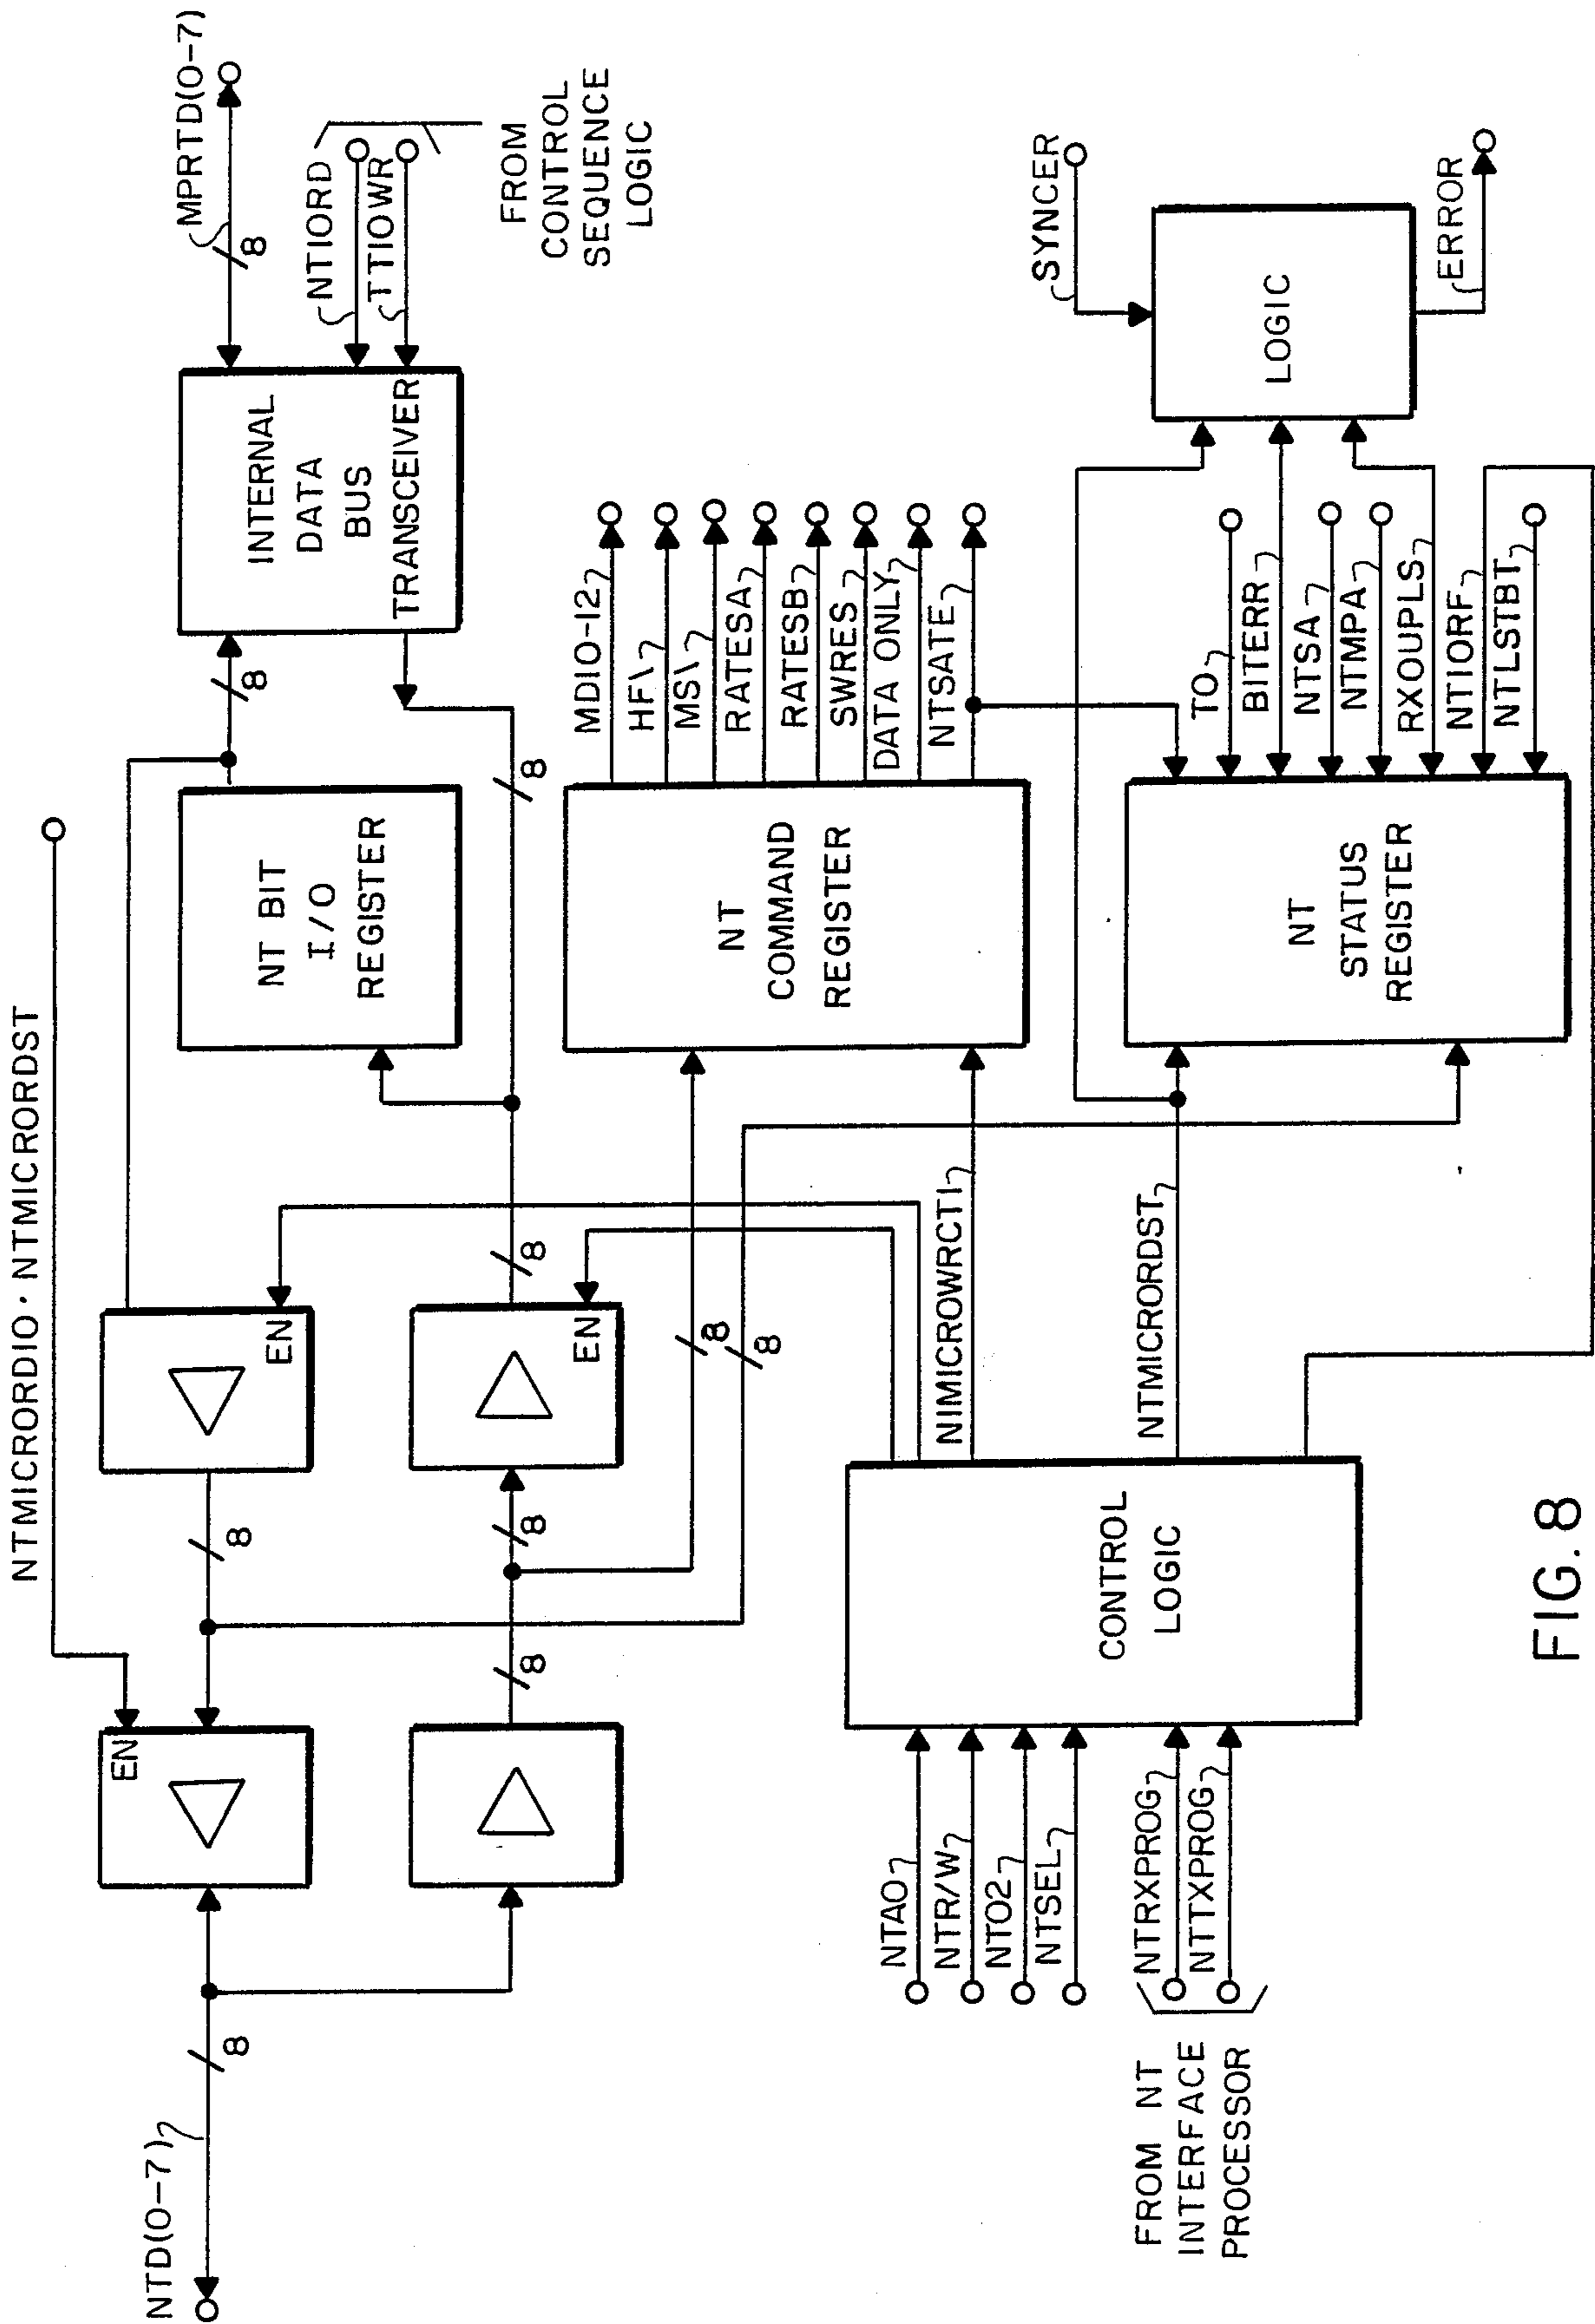 NTMICRORDIO · NTMICRORDST
MPRTD(0-7)
8
NTIORD
TTIOWR
FROM
CONTROL
SEQUENCE
LOGIC
INTERNAL
DATA
BUS
TRANSCEIVER
8
NT BIT
I/O
REGISTER
8
EN
EN
8
8
EN
8
8
8
8
NTD(0-7)
8
NT
COMMAND
REGISTER
MDIO-12
HF\
MS\
RATESA
RATESB
SWRES
DATA ONLY
NTSATE
SYNCER
LOGIC
ERROR
NT
STATUS
REGISTER
TO
BITERR
NTSA
NTMPA
RXOUPLS
NTIORF
NTLSTBT
NIMICROWRCTI
NTMICRORDST
CONTROL
LOGIC
NTAO
NTR/W
NTO2
NTSEL
NTRXPROG
NTTXPROG
FROM NT
INTERFACE
PROCESSOR
FIG. 8